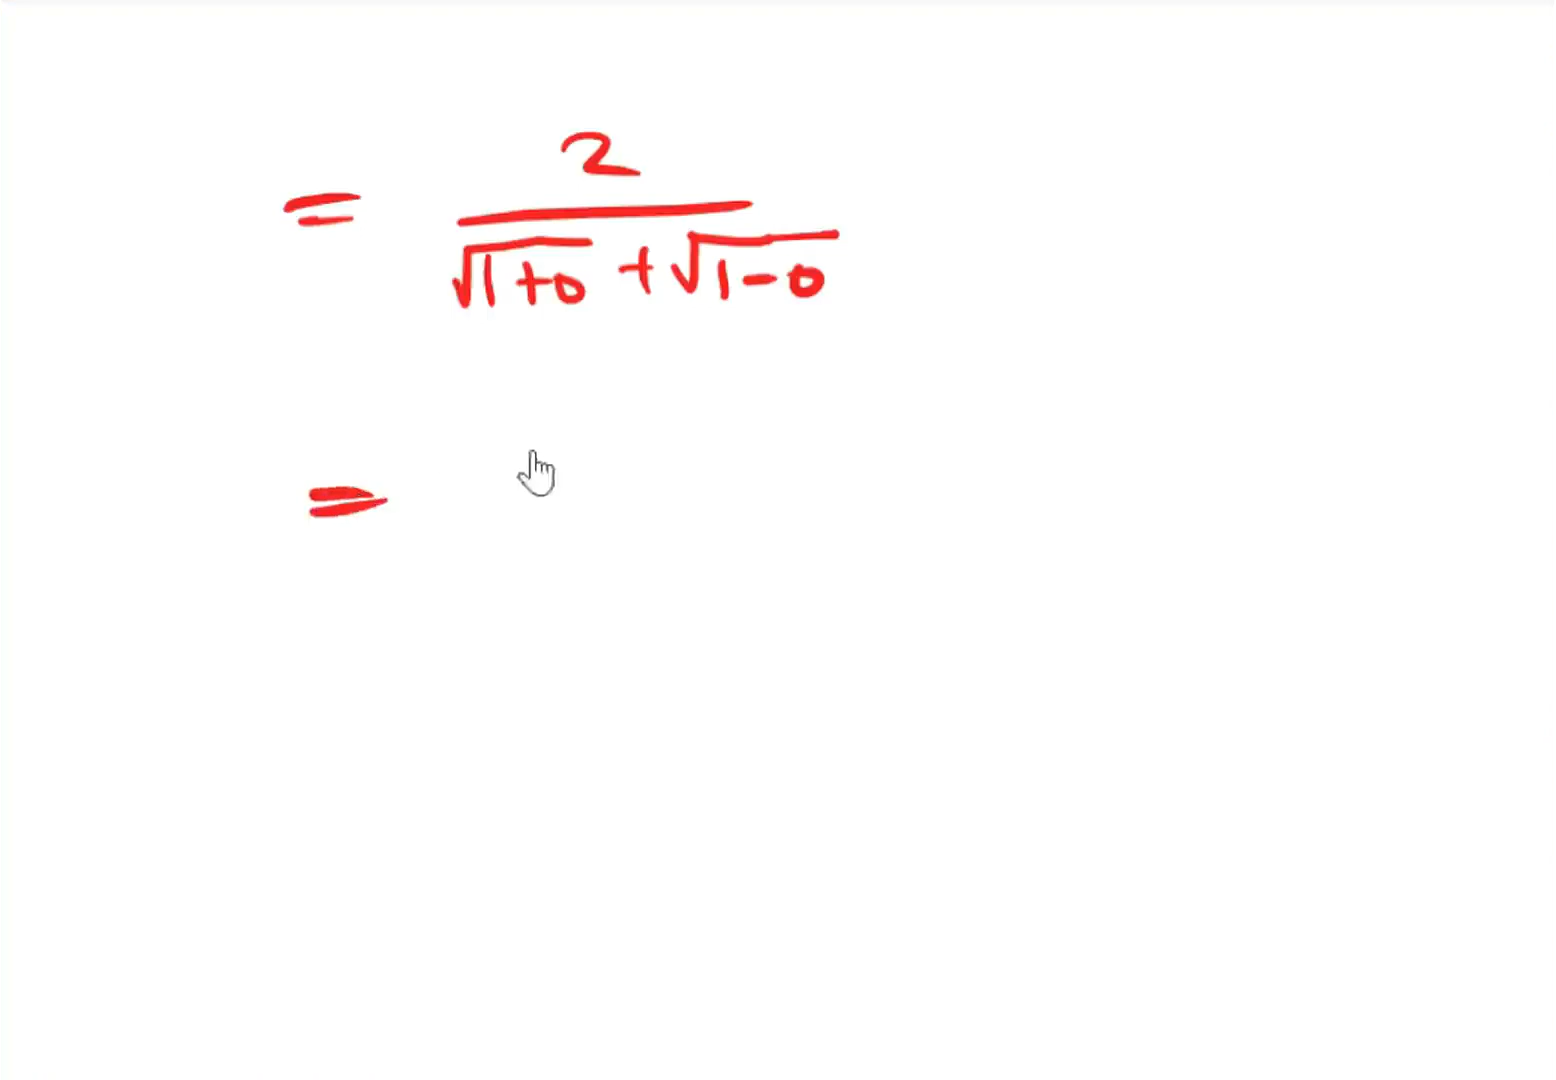 = 2 / √(1+0) + √(1-0)
=